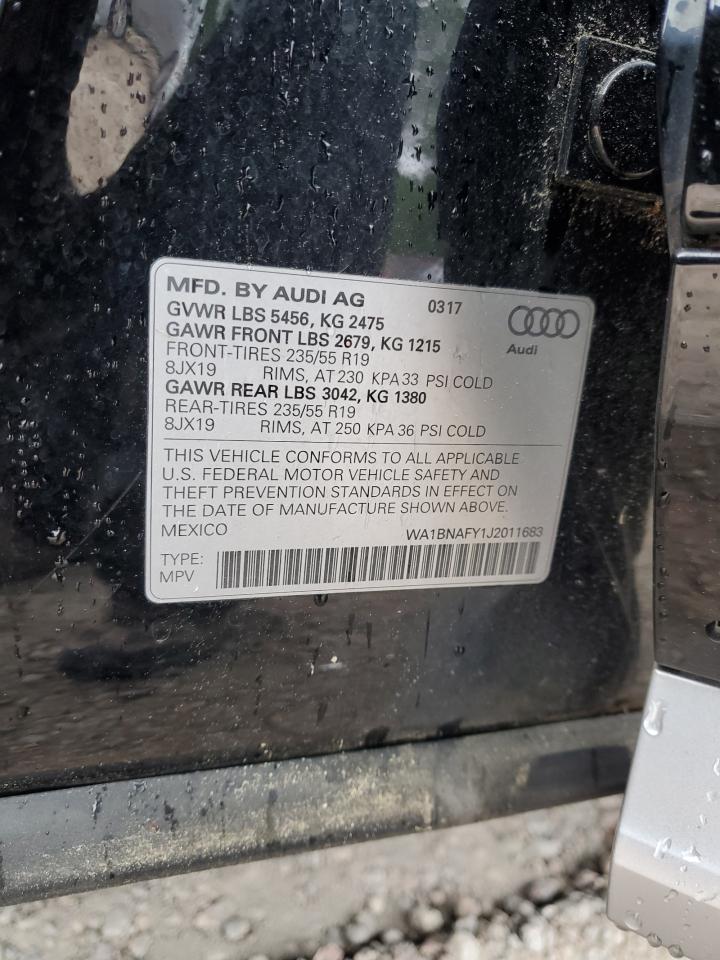 MFD. BY AUDI AG 0317
GVWR LBS 5456, KG 2475
GAWR FRONT LBS 2679, KG 1215
FRONT-TIRES 235/55 R19
8JX19 RIMS, AT 230 KPA 33 PSI COLD
GAWR REAR LBS 3042, KG 1380
REAR-TIRES 235/55 R19
8JX19 RIMS, AT 250 KPA 36 PSI COLD
Audi
THIS VEHICLE CONFORMS TO ALL APPLICABLE
U.S. FEDERAL MOTOR VEHICLE SAFETY AND
THEFT PREVENTION STANDARDS IN EFFECT ON
THE DATE OF MANUFACTURE SHOWN ABOVE.
MEXICO WA1BNAFY1J2011683
TYPE:
MPV